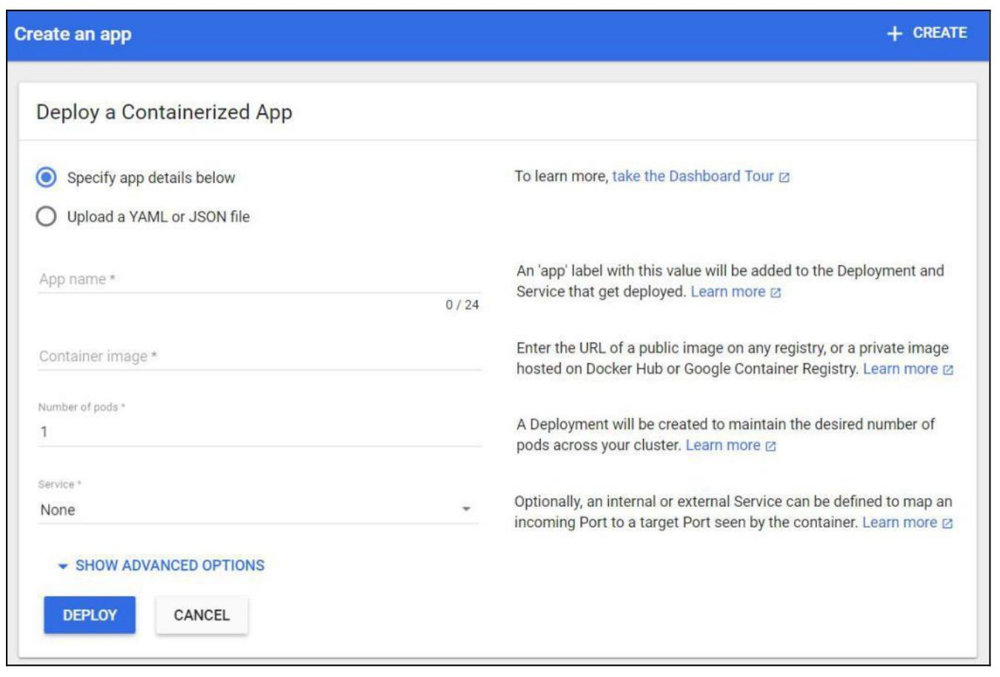 Create an app
+ CREATE
Deploy a Containerized App
Specify app details below
To learn more, take the Dashboard Tour
Upload a YAML or JSON file
App name *
0 / 24
An 'app' label with this value will be added to the Deployment and
Service that get deployed. Learn more
Container image *
Enter the URL of a public image on any registry, or a private image
hosted on Docker Hub or Google Container Registry. Learn more
Number of pods *
1
A Deployment will be created to maintain the desired number of
pods across your cluster. Learn more
Service *
None
Optionally, an internal or external Service can be defined to map an
incoming Port to a target Port seen by the container. Learn more
SHOW ADVANCED OPTIONS
DEPLOY
CANCEL